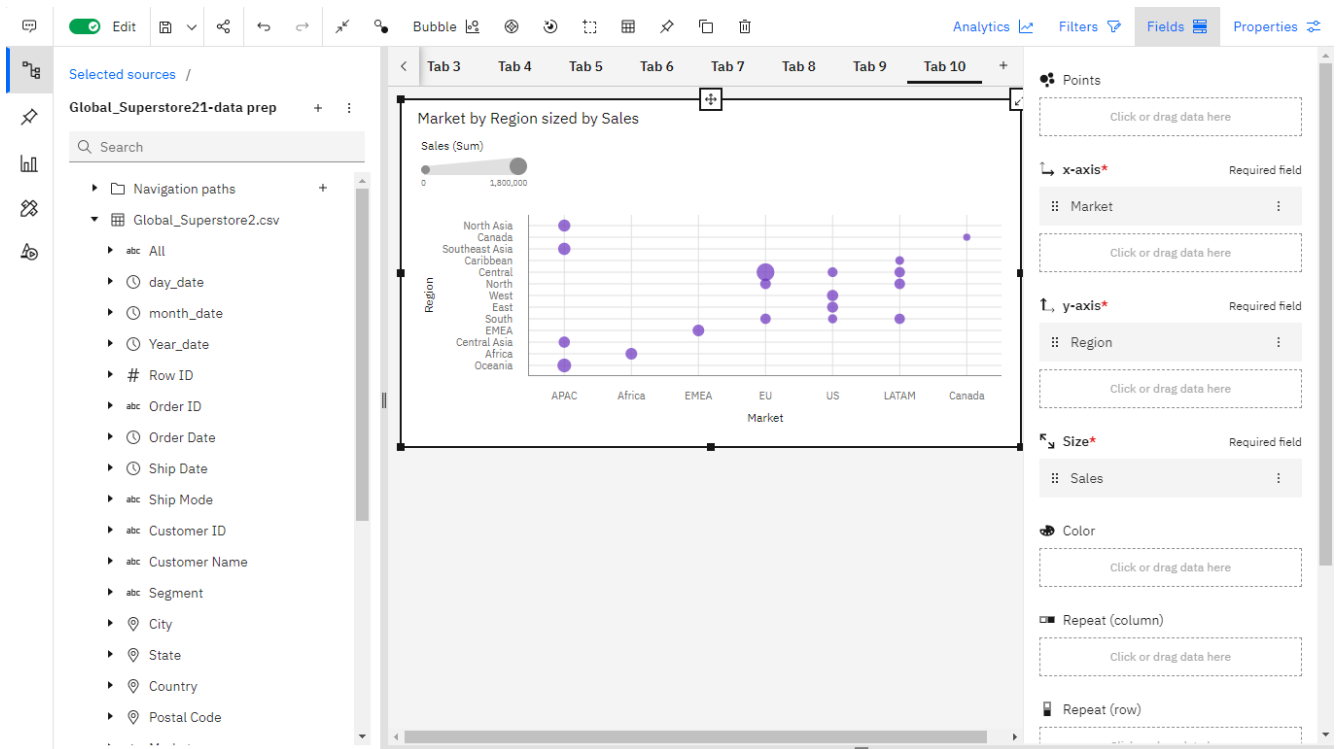 Edit
Bubble
Analytics
Filters
Fields
Properties
Selected sources /
Global_Superstore21-data prep
Search
Navigation paths
Global_Superstore2.csv
abc All
day_date
month_date
Year_date
# Row ID
abc Order ID
Order Date
Ship Date
abc Ship Mode
abc Customer ID
abc Customer Name
abc Segment
City
State
Country
Postal Code
Tab 3
Tab 4
Tab 5
Tab 6
Tab 7
Tab 8
Tab 9
Tab 10
Market by Region sized by Sales
Sales (Sum)
0
1,800,000
Region
North Asia
Canada
Southeast Asia
Caribbean
Central
North
West
East
South
EMEA
Central Asia
Africa
Oceania
APAC
Africa
EMEA
EU
US
LATAM
Canada
Market
Points
Click or drag data here
x-axis*
Required field
Market
Click or drag data here
y-axis*
Required field
Region
Click or drag data here
Size*
Required field
Sales
Color
Click or drag data here
Repeat (column)
Click or drag data here
Repeat (row)